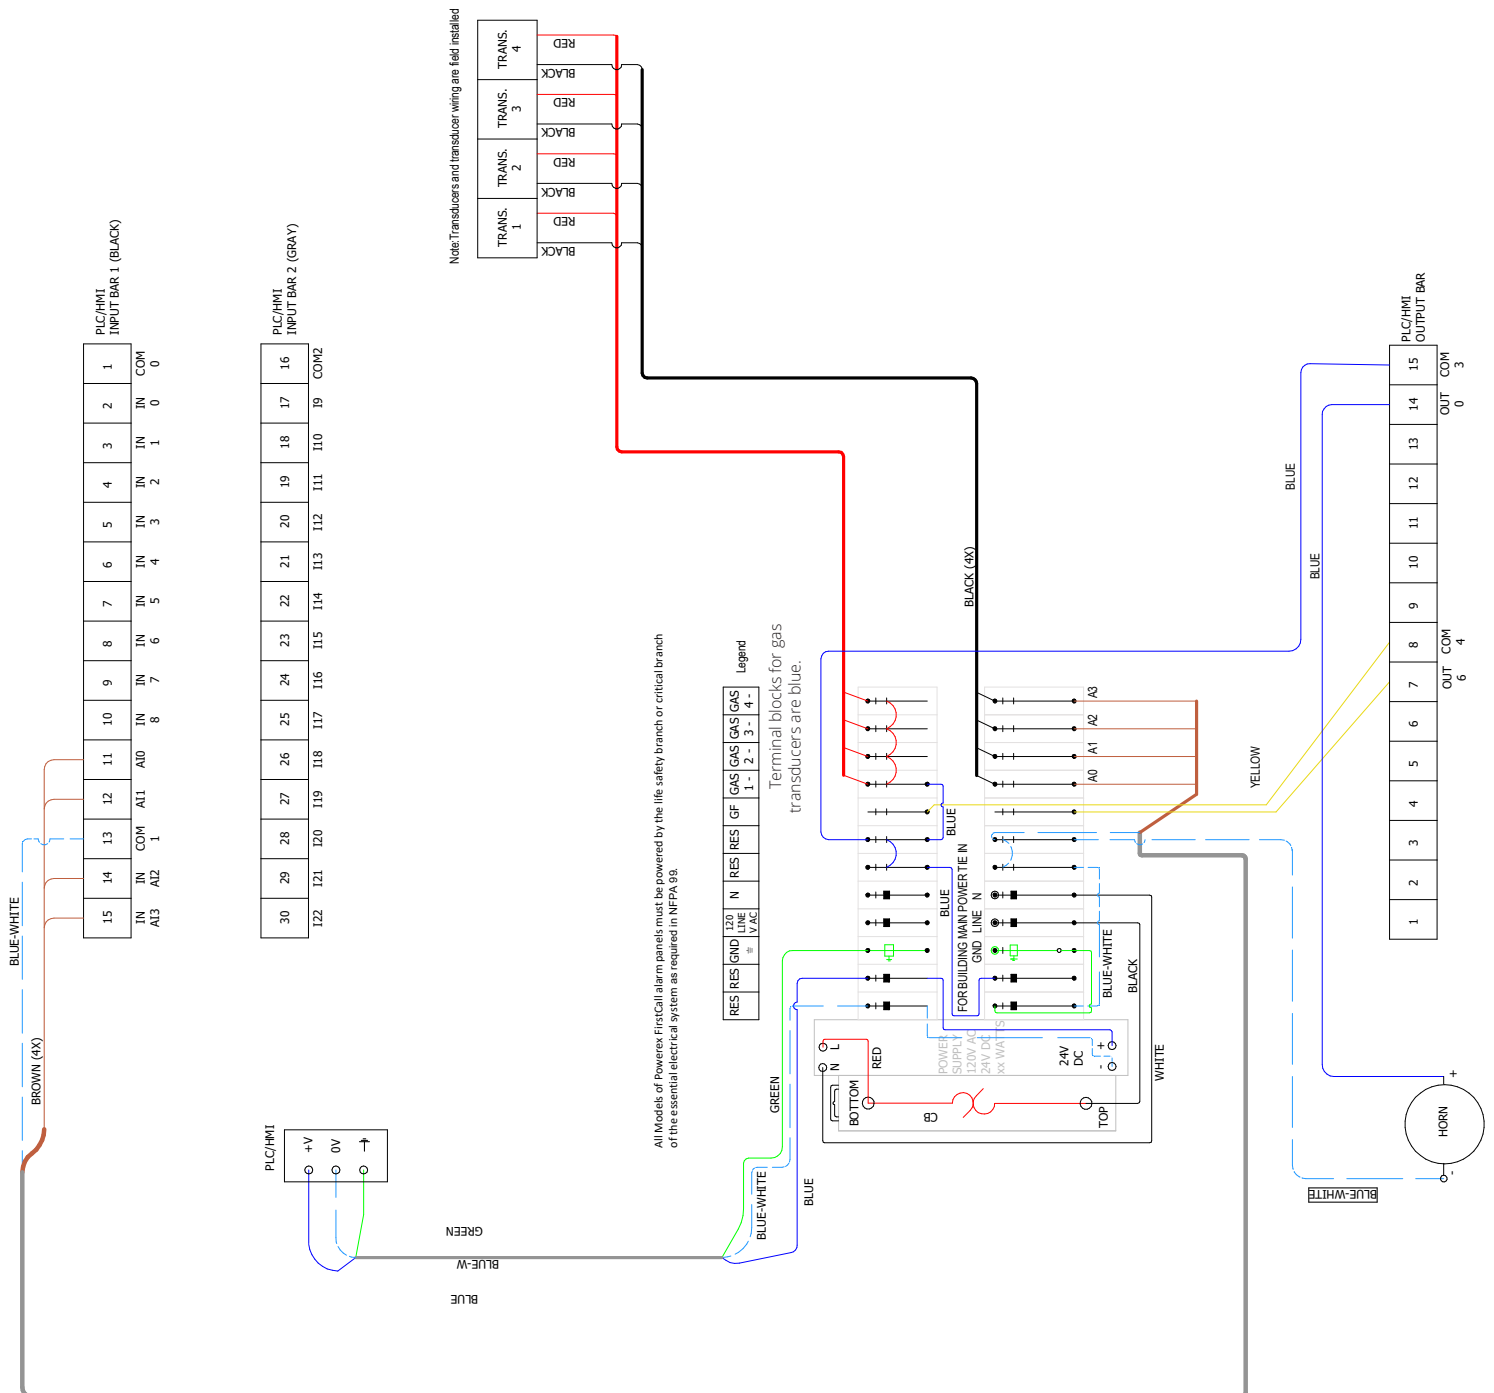 Note:Transducers and transducer wiring are field installed
TRANS. 4
TRANS. 3
TRANS. 2
TRANS. 1
RED
BLACK
RED
BLACK
RED
BLACK
RED
BLACK
PLC/HMI
INPUT BAR 1 (BLACK)
1 COM 0
2 IN 0
3 IN 1
4 IN 2
5 IN 3
6 IN 4
7 IN 5
8 IN 6
9 IN 7
10 IN 8
11 AI0
12 AI1
13 COM 1
14 IN AI2
15 IN AI3
PLC/HMI
INPUT BAR 2 (GRAY)
16 COM2
17 I9
18 I10
19 I11
20 I12
21 I13
22 I14
23 I15
24 I16
25 I17
26 I18
27 I19
28 I20
29 I21
30 I22
BLUE-WHITE
BROWN (4X)
PLC/HMI
+V
0V
GREEN
BLUE-W
BLUE
All Models of Powerex FirstCall alarm panels must be powered by the life safety branch or critical branch
of the essential electrical system as required in NFPA 99.
Legend
RES
RES
GND
120 LINE V AC
N
RES
RES
GF
GAS 1 -
GAS 2 -
GAS 3 -
GAS 4 -
Terminal blocks for gas
transducers are blue.
BLACK (4X)
BLUE
BLUE
A3
A2
A1
A0
YELLOW
BLUE
BLUE
FOR BUILDING MAIN POWER TIE IN
GND LINE N
BLUE-WHITE
BLACK
WHITE
GREEN
BLUE-WHITE
BLUE
L
N
RED
POWER
SUPPLY
120V AC
24V DC
xx WATTS
24V
DC
+
-
BOTTOM
CB
TOP
PLC/HMI
OUTPUT BAR
15 COM 3
14 OUT 0
13
12
11
10
9
8 COM 4
7 OUT 6
6
5
4
3
2
1
HORN
+
-
BLUE-WHITE